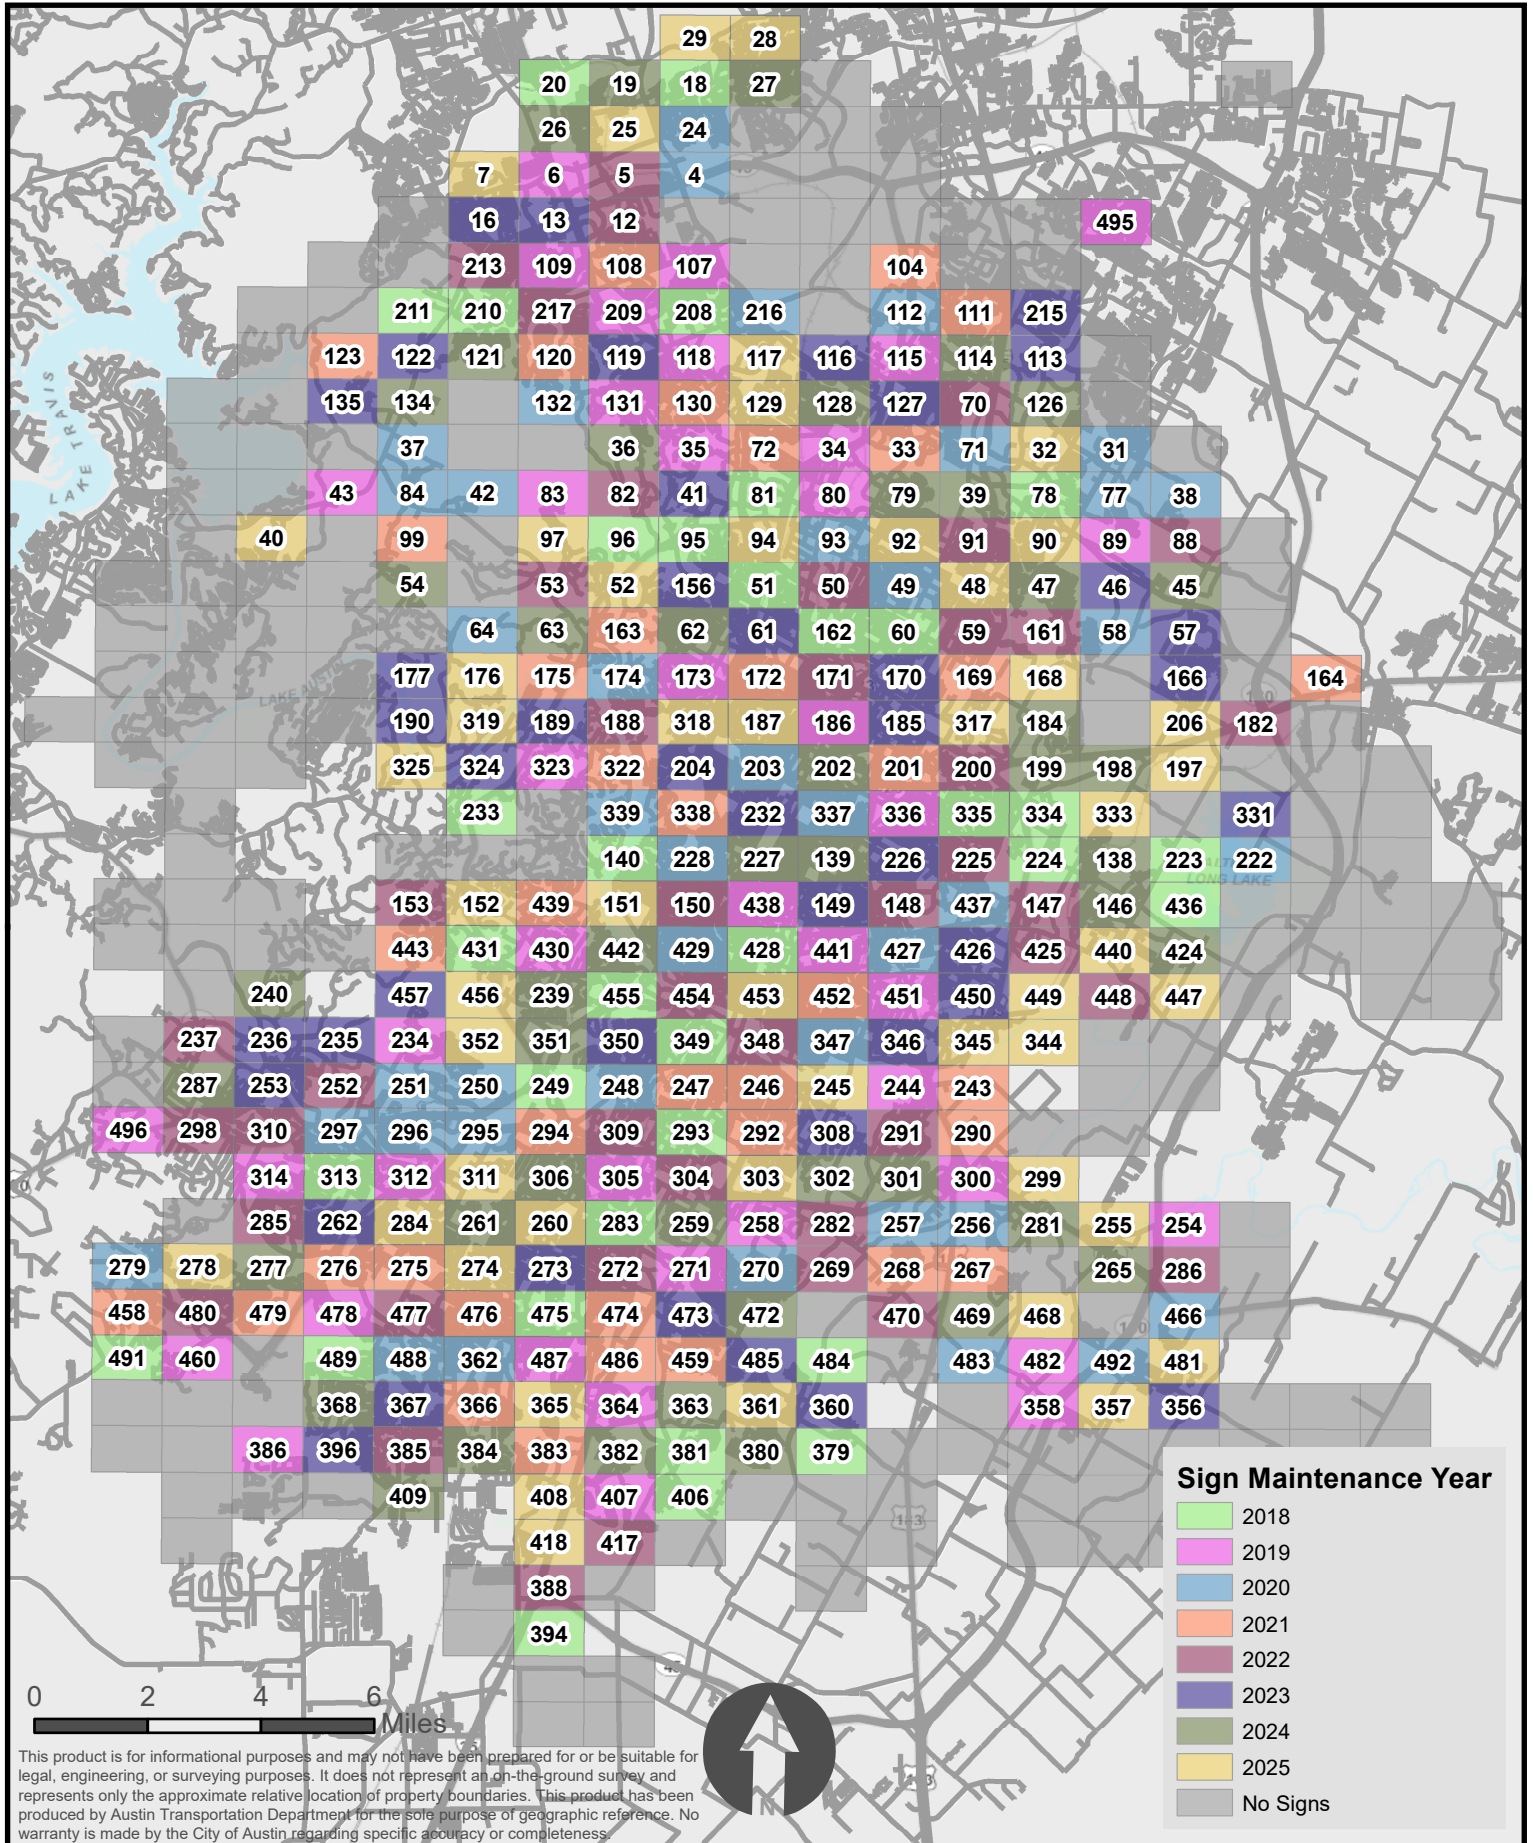 29 28
20 19 18 27
26 25 24
7 6 5 4
16 13 12 495
213 109 108 107 104
211 210 217 209 208 216 112 111 215
123 122 121 120 119 118 117 116 115 114 113
135 134 132 131 130 129 128 127 70 126
37 36 35 72 34 33 71 32 31
LAKE TRAVIS
43 84 42 83 82 41 81 80 79 39 78 77 38
40 99 97 96 95 94 93 92 91 90 89 88
54 53 52 156 51 50 49 48 47 46 45
64 63 163 62 61 162 60 59 161 58 57
177 176 175 174 173 172 171 170 169 168 166 164
LAKE AUSTIN
190 319 189 188 318 187 186 185 317 184 206 182
325 324 323 322 204 203 202 201 200 199 198 197
233 339 338 232 337 336 335 334 333 331
140 228 227 139 226 225 224 138 223 222
LONG LAKE
153 152 439 151 150 438 149 148 437 147 146 436
443 431 430 442 429 428 441 427 426 425 440 424
240 457 456 239 455 454 453 452 451 450 449 448 447
237 236 235 234 352 351 350 349 348 347 346 345 344
287 253 252 251 250 249 248 247 246 245 244 243
496 298 310 297 296 295 294 309 293 292 308 291 290
314 313 312 311 306 305 304 303 302 301 300 299
285 262 284 261 260 283 259 258 282 257 256 281 255 254
279 278 277 276 275 274 273 272 271 270 269 268 267 265 286
458 480 479 478 477 476 475 474 473 472 470 469 468 466
491 460 489 488 362 487 486 459 485 484 483 482 492 481
368 367 366 365 364 363 361 360 358 357 356
386 396 385 384 383 382 381 380 379
409 408 407 406
183
418 417
388
394
45
Sign Maintenance Year
2018
2019
2020
2021
2022
2023
2024
2025
No Signs
0 2 4 6
Miles
N
183
This product is for informational purposes and may not have been prepared for or be suitable for
legal, engineering, or surveying purposes. It does not represent an on-the-ground survey and
represents only the approximate relative location of property boundaries. This product has been
produced by Austin Transportation Department for the sole purpose of geographic reference. No
warranty is made by the City of Austin regarding specific accuracy or completeness.